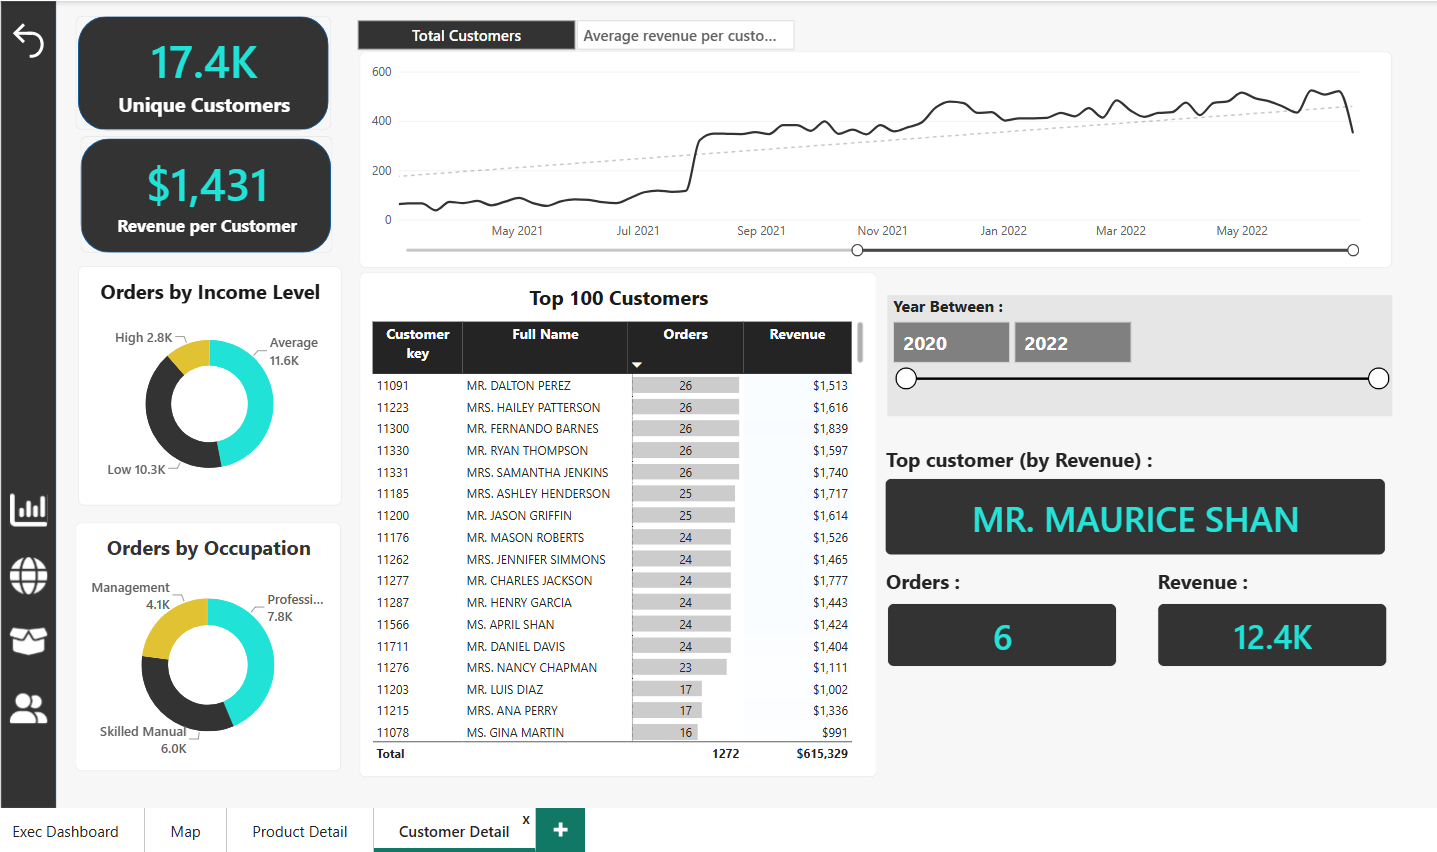 17.4K
Unique Customers
$1,431
Revenue per Customer
Total Customers
Average revenue per custo...
600
400
200
0
May 2021
Jul 2021
Sep 2021
Nov 2021
Jan 2022
Mar 2022
May 2022
Orders by Income Level
High 2.8K
Average
11.6K
Low 10.3K
Orders by Occupation
Management
4.1K
Professi...
7.8K
Skilled Manual
6.0K
Top 100 Customers
Customer key Full Name Orders Revenue
11091 MR. DALTON PEREZ 26 $1,513
11223 MRS. HAILEY PATTERSON 26 $1,616
11300 MR. FERNANDO BARNES 26 $1,839
11330 MR. RYAN THOMPSON 26 $1,597
11331 MRS. SAMANTHA JENKINS 26 $1,740
11185 MRS. ASHLEY HENDERSON 25 $1,717
11200 MR. JASON GRIFFIN 25 $1,614
11176 MR. MASON ROBERTS 24 $1,526
11262 MRS. JENNIFER SIMMONS 24 $1,465
11277 MR. CHARLES JACKSON 24 $1,777
11287 MR. HENRY GARCIA 24 $1,443
11566 MS. APRIL SHAN 24 $1,424
11711 MR. DANIEL DAVIS 24 $1,404
11276 MRS. NANCY CHAPMAN 23 $1,111
11203 MR. LUIS DIAZ 17 $1,002
11215 MRS. ANA PERRY 17 $1,336
11078 MS. GINA MARTIN 16 $991
Total 1272 $615,329
Year Between :
2020
2022
Top customer (by Revenue) :
MR. MAURICE SHAN
Orders :
6
Revenue :
12.4K
Exec Dashboard
Map
Product Detail
Customer Detail
x
+